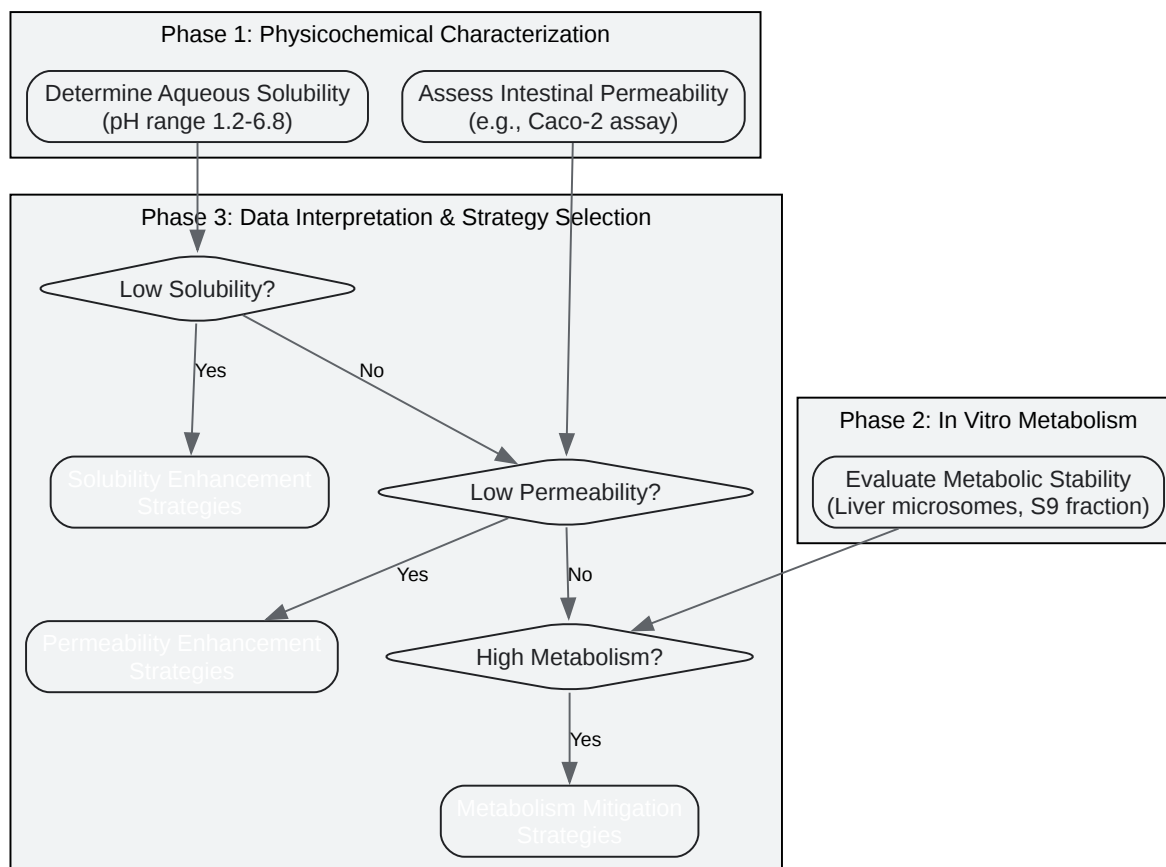 Phase 1: Physicochemical Characterization
Determine Aqueous Solubility
(pH range 1.2-6.8)
Assess Intestinal Permeability
(e.g., Caco-2 assay)
Phase 3: Data Interpretation & Strategy Selection
Low Solubility?
Yes
No
Solubility Enhancement
Strategies
Low Permeability?
Phase 2: In Vitro Metabolism
Evaluate Metabolic Stability
(Liver microsomes, S9 fraction)
Yes
No
Permeability Enhancement
Strategies
High Metabolism?
Yes
Metabolism Mitigation
Strategies